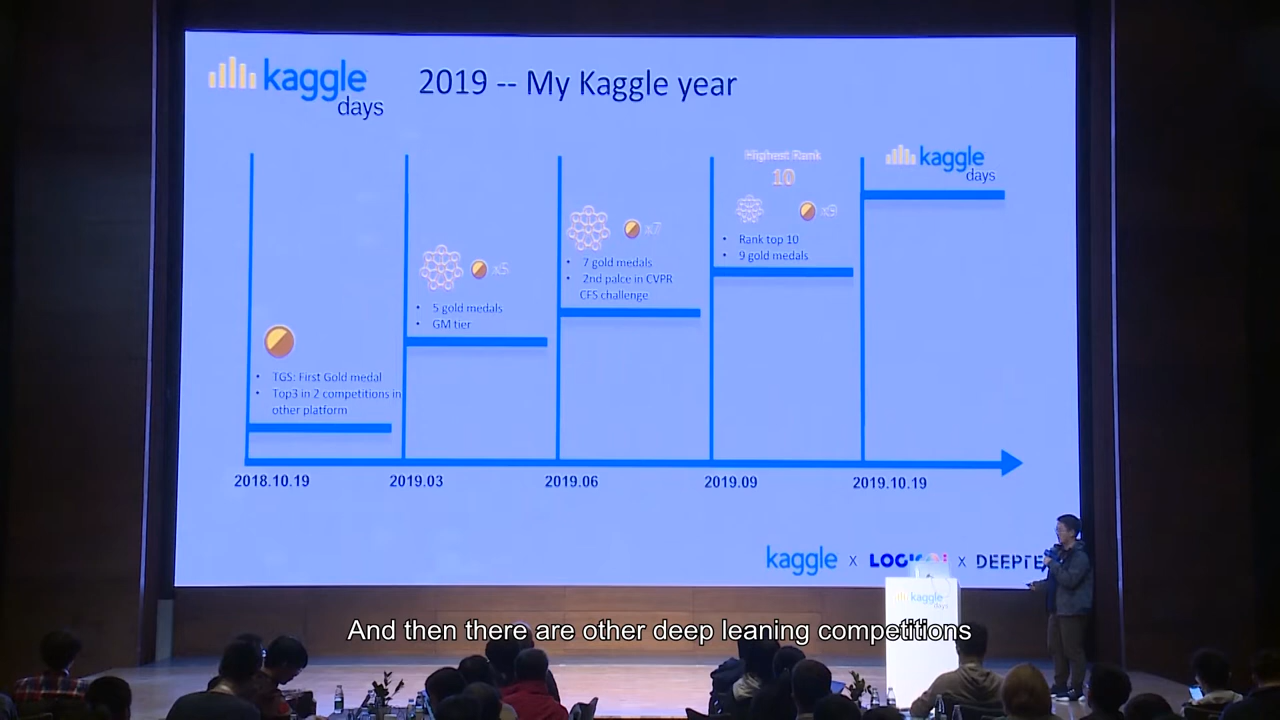 kaggle
days
2019 -- My Kaggle year
TGS: First Gold medal
Top3 in 2 competitions in
other platform
x5
5 gold medals
GM tier
x7
7 gold medals
2nd palce in CVPR
CFS challenge
Highest Rank
10
x9
Rank top 10
9 gold medals
kaggle
days
2018.10.19
2019.03
2019.06
2019.09
2019.10.19
kaggle x x
kaggle
days
And then there are other deep leaning competitions